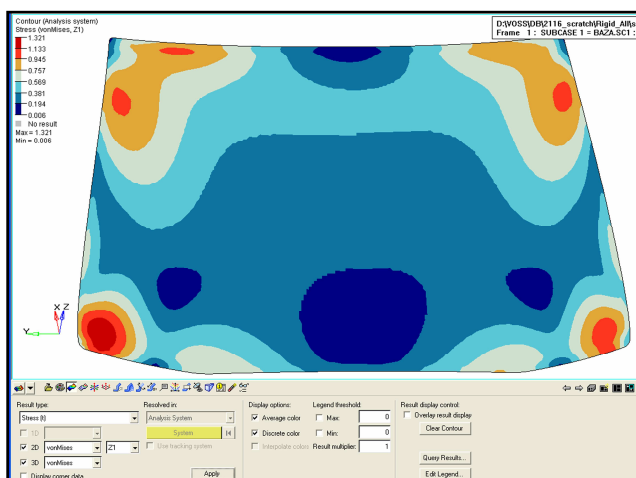 Contour (Analysis system)
Stress (vonMises, Z1)
1.321
1.133
0.945
0.757
0.569
0.381
0.194
0.006
No result
Max = 1.321
Min = 0.006
D:\VOSS\DB\2116_scratch\Rigid_All\s
Frame 1 : SUBCASE 1 = BAZA.SC1 :
X Z
Y
Result type:
Stress (t)
1D
2D vonMises Z1
3D vonMises
Display corner data
Resolved in:
Analysis System
System
Use tracking system
Apply
Display options:
Average color
Discrete color
Interpolate colors
Legend threshold:
Max: 0
Min: 0
Result multiplier: 1
Result display control:
Overlay result display
Clear Contour
Query Results...
Edit Legend...